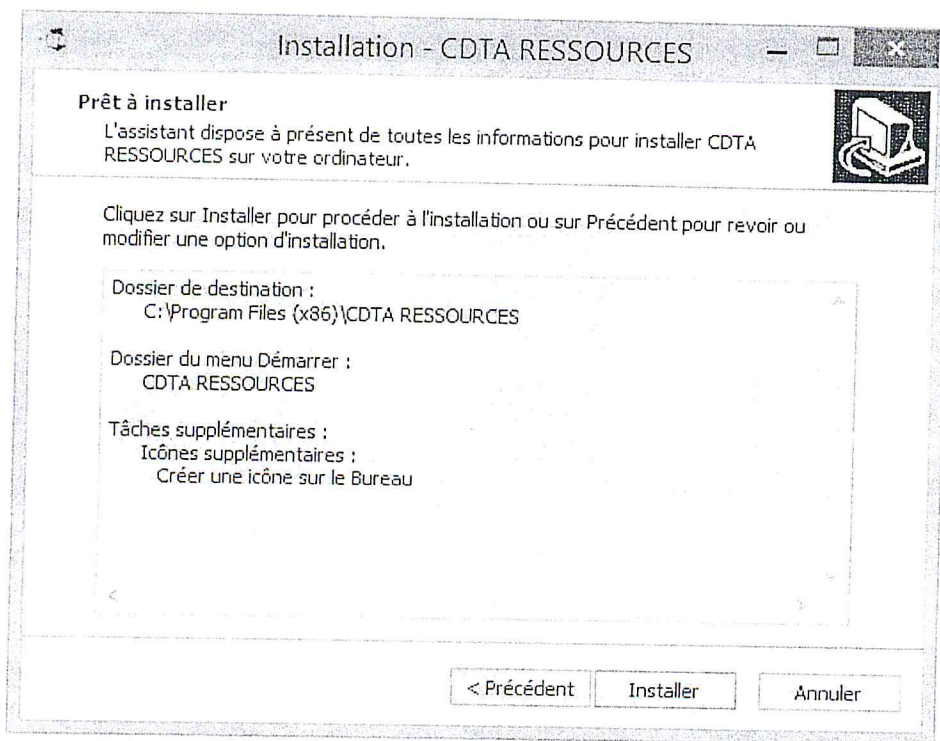 Installation - CDTA RESSOURCES
Prêt à installer
L'assistant dispose à présent de toutes les informations pour installer CDTA
RESSOURCES sur votre ordinateur.
Cliquez sur Installer pour procéder à l'installation ou sur Précédent pour revoir ou
modifier une option d'installation.
Dossier de destination :
C:\Program Files {x86}\CDTA RESSOURCES
Dossier du menu Démarrer :
CDTA RESSOURCES
Tâches supplémentaires :
Icônes supplémentaires :
Créer une icône sur le Bureau
< Précédent
Installer
Annuler